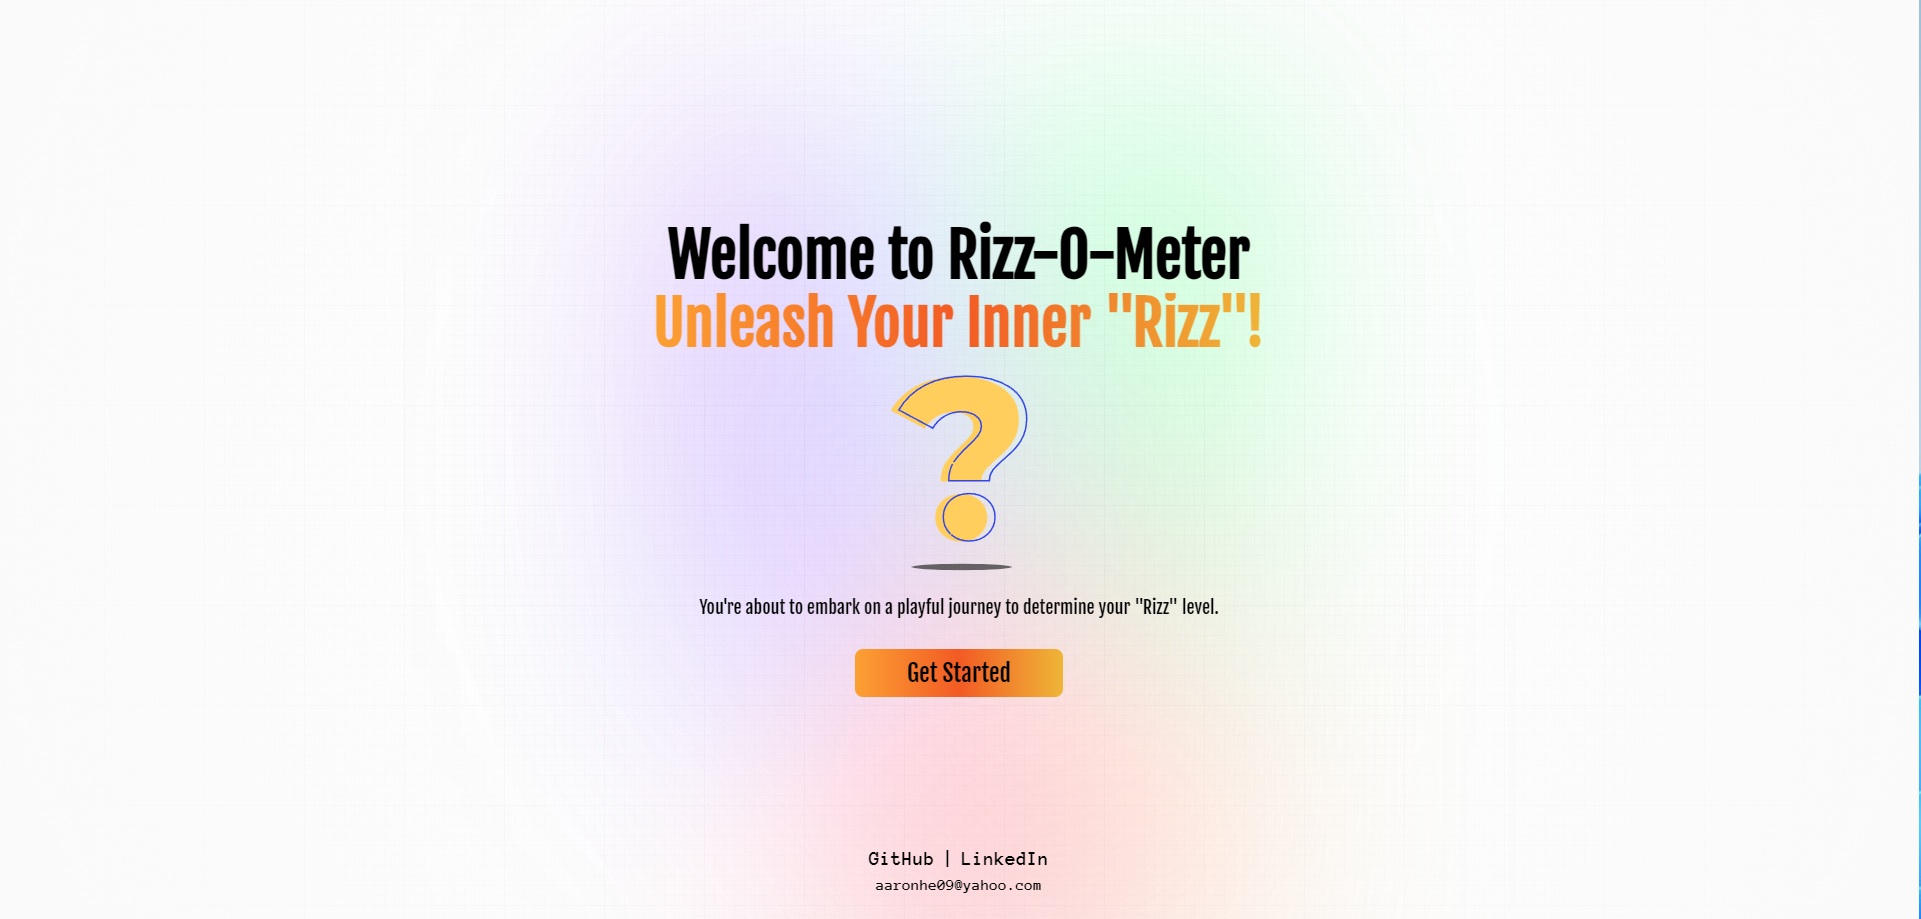 Welcome to Rizz-O-Meter
Unleash Your Inner "Rizz"!
?
You're about to embark on a playful journey to determine your "Rizz" level.
Get Started
GitHub | LinkedIn
aaronhe09@yahoo.com